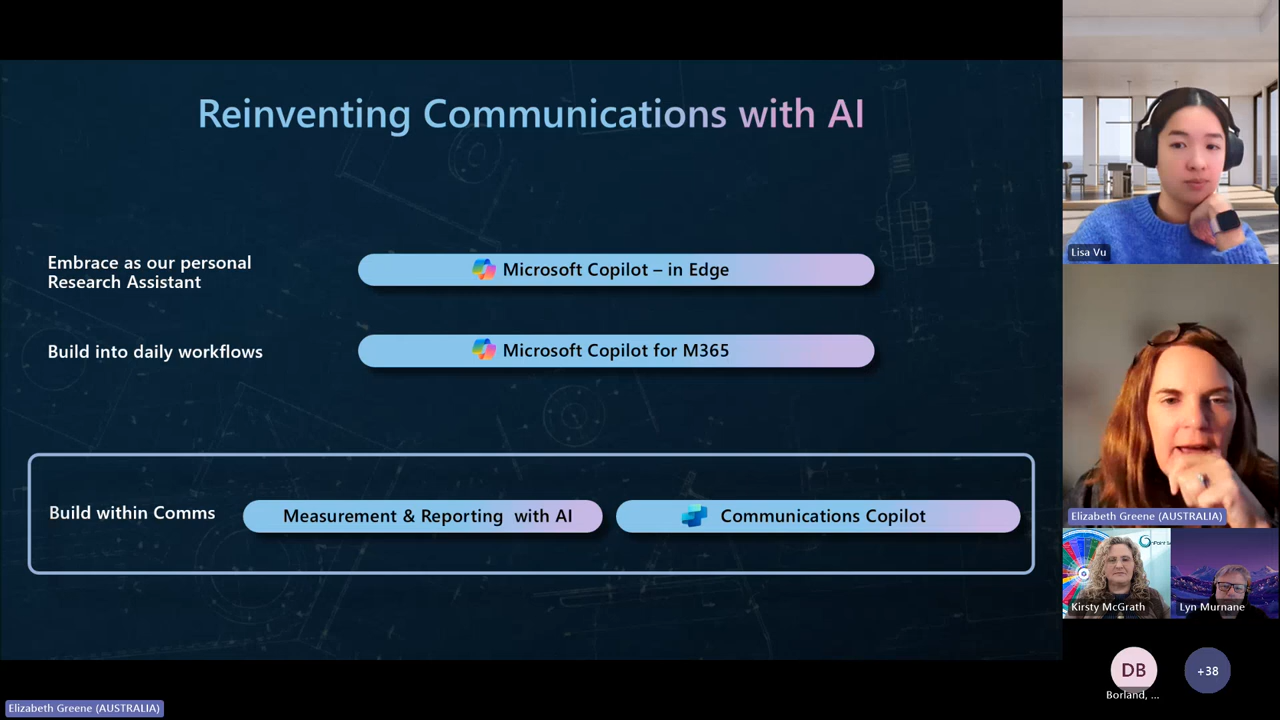 Reinventing Communications with AI
Embrace as our personal
Research Assistant
Microsoft Copilot – in Edge
Build into daily workflows
Microsoft Copilot for M365
Build within Comms
Measurement & Reporting with AI
Communications Copilot
Lisa Vu
Elizabeth Greene (AUSTRALIA)
Kirsty McGrath
Lyn Murnane
DB
Borland, ...
+38
Elizabeth Greene (AUSTRALIA)